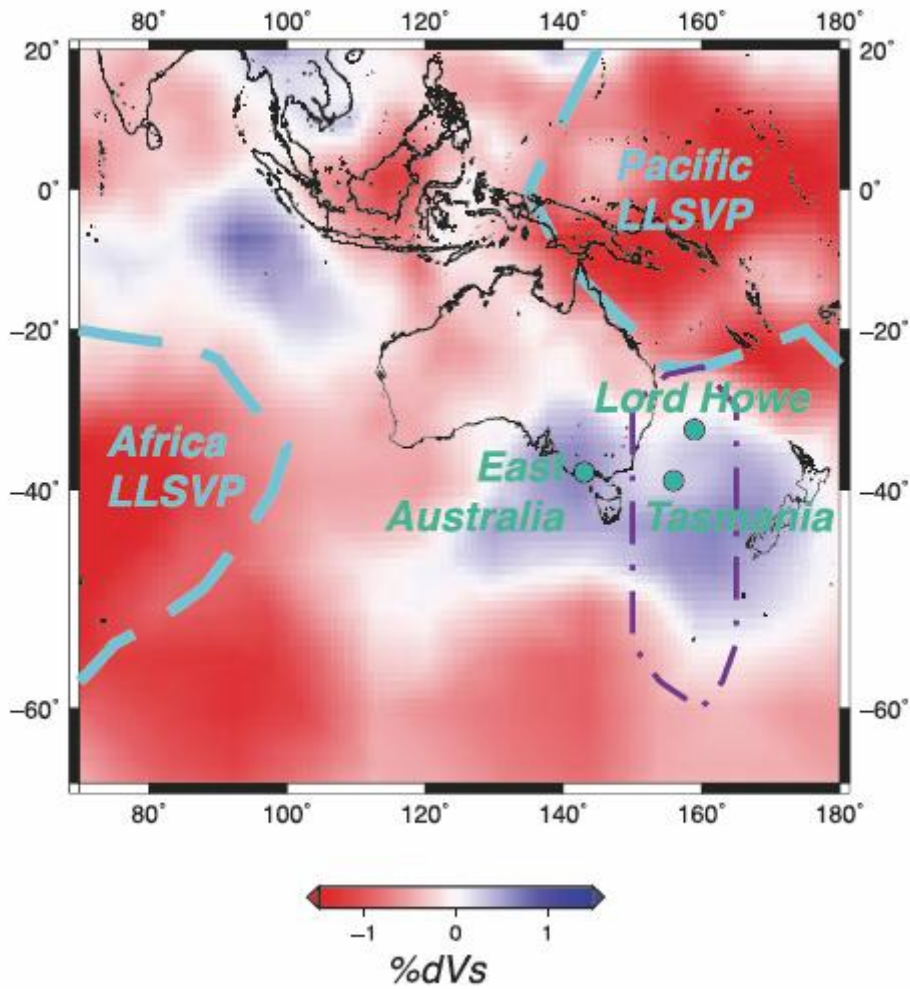 80˚ 100˚ 120˚ 140˚ 160˚ 180˚
20˚ 20˚
Pacific
LLSVP
0˚ 0˚
−20˚ −20˚
Lord Howe
Africa
LLSVP
East
Australia
Tasmania
−40˚ −40˚
−60˚ −60˚
80˚ 100˚ 120˚ 140˚ 160˚ 180˚
−1 0 1
%dVs